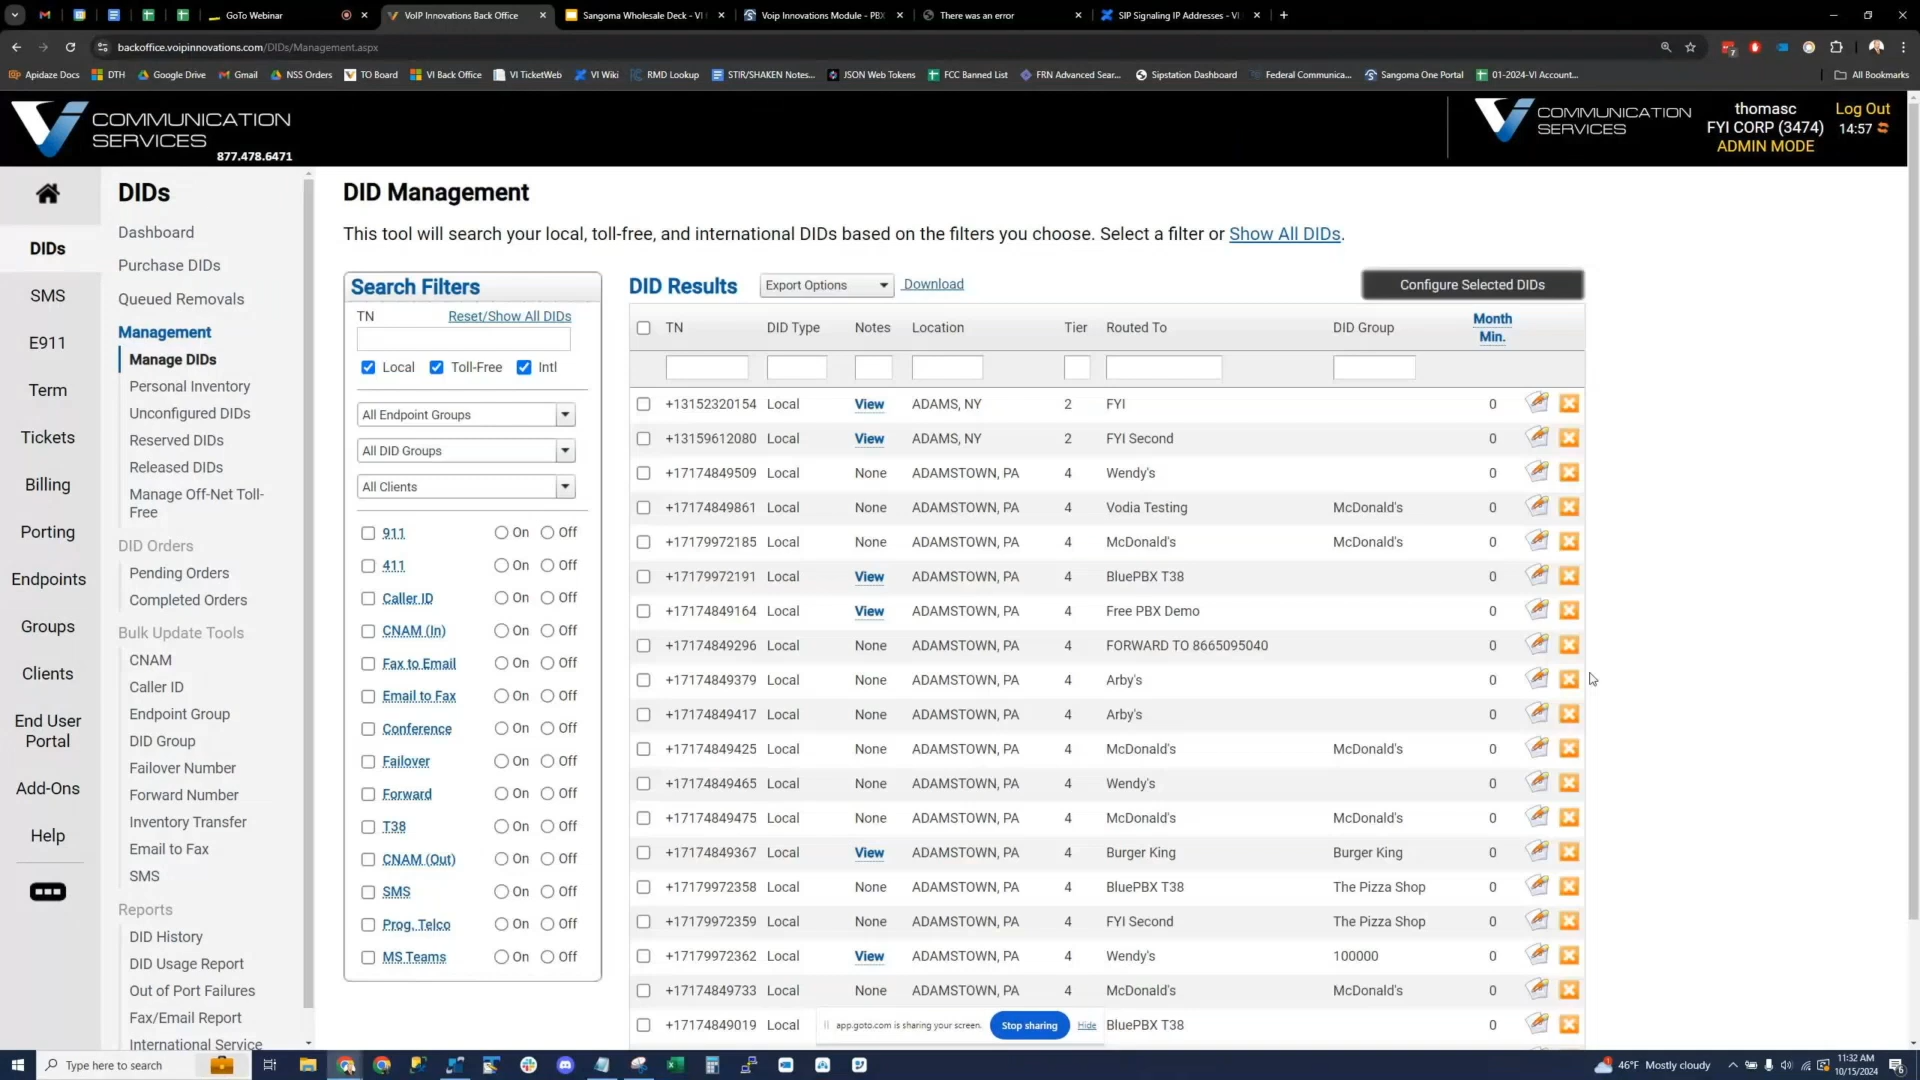 GoTo Webinar
VoIP Innovations Back Office
Sangoma Wholesale Deck - VI
Voip Innovations Module - PBX
There was an error
SIP Signaling IP Addresses - VI
backoffice.voipinnovations.com/DIDs/Management.aspx
Apidaze Docs
DTH
Google Drive
Gmail
NSS Orders
TO Board
VI Back Office
VI TicketWeb
VI Wiki
RMD Lookup
STIR/SHAKEN Notes...
JSON Web Tokens
FCC Banned List
FRN Advanced Sear...
Sipstation Dashboard
Federal Communica...
Sangoma One Portal
01-2024-VI Account...
All Bookmarks
COMMUNICATION
SERVICES
877.478.6471
COMMUNICATION
SERVICES
thomasc
FYI CORP (3474)
ADMIN MODE
Log Out
14:57
DIDs
SMS
E911
Term
Tickets
Billing
Porting
Endpoints
Groups
Clients
End User
Portal
Add-Ons
Help
DIDs
Dashboard
Purchase DIDs
Queued Removals
Management
Manage DIDs
Personal Inventory
Unconfigured DIDs
Reserved DIDs
Released DIDs
Manage Off-Net Toll-
Free
DID Orders
Pending Orders
Completed Orders
Bulk Update Tools
CNAM
Caller ID
Endpoint Group
DID Group
Failover Number
Forward Number
Inventory Transfer
Email to Fax
SMS
Reports
DID History
DID Usage Report
Out of Port Failures
Fax/Email Report
International Service
DID Management
This tool will search your local, toll-free, and international DIDs based on the filters you choose. Select a filter or Show All DIDs.
Search Filters
TN Reset/Show All DIDs
Local Toll-Free Intl
All Endpoint Groups
All DID Groups
All Clients
911 On Off
411 On Off
Caller ID On Off
CNAM (In) On Off
Fax to Email On Off
Email to Fax On Off
Conference On Off
Failover On Off
Forward On Off
T38 On Off
CNAM (Out) On Off
SMS On Off
Prog. Telco On Off
MS Teams On Off
DID Results Export Options Download Configure Selected DIDs
TN DID Type Notes Location Tier Routed To DID Group Month
Min.
+13152320154 Local View ADAMS, NY 2 FYI 0
+13159612080 Local View ADAMS, NY 2 FYI Second 0
+17174849509 Local None ADAMSTOWN, PA 4 Wendy's 0
+17174849861 Local None ADAMSTOWN, PA 4 Vodia Testing McDonald's 0
+17179972185 Local None ADAMSTOWN, PA 4 McDonald's McDonald's 0
+17179972191 Local View ADAMSTOWN, PA 4 BluePBX T38 0
+17174849164 Local View ADAMSTOWN, PA 4 Free PBX Demo 0
+17174849296 Local None ADAMSTOWN, PA 4 FORWARD TO 8665095040 0
+17174849379 Local None ADAMSTOWN, PA 4 Arby's 0
+17174849417 Local None ADAMSTOWN, PA 4 Arby's 0
+17174849425 Local None ADAMSTOWN, PA 4 McDonald's McDonald's 0
+17174849465 Local None ADAMSTOWN, PA 4 Wendy's 0
+17174849475 Local None ADAMSTOWN, PA 4 McDonald's McDonald's 0
+17174849367 Local View ADAMSTOWN, PA 4 Burger King Burger King 0
+17179972358 Local None ADAMSTOWN, PA 4 BluePBX T38 The Pizza Shop 0
+17179972359 Local None ADAMSTOWN, PA 4 FYI Second The Pizza Shop 0
+17179972362 Local View ADAMSTOWN, PA 4 Wendy's 100000 0
+17174849733 Local None ADAMSTOWN, PA 4 McDonald's McDonald's 0
+17174849019 Local BluePBX T38 0
app.goto.com is sharing your screen. Stop sharing Hide
Type here to search
46°F Mostly cloudy
11:32 AM
10/15/2024